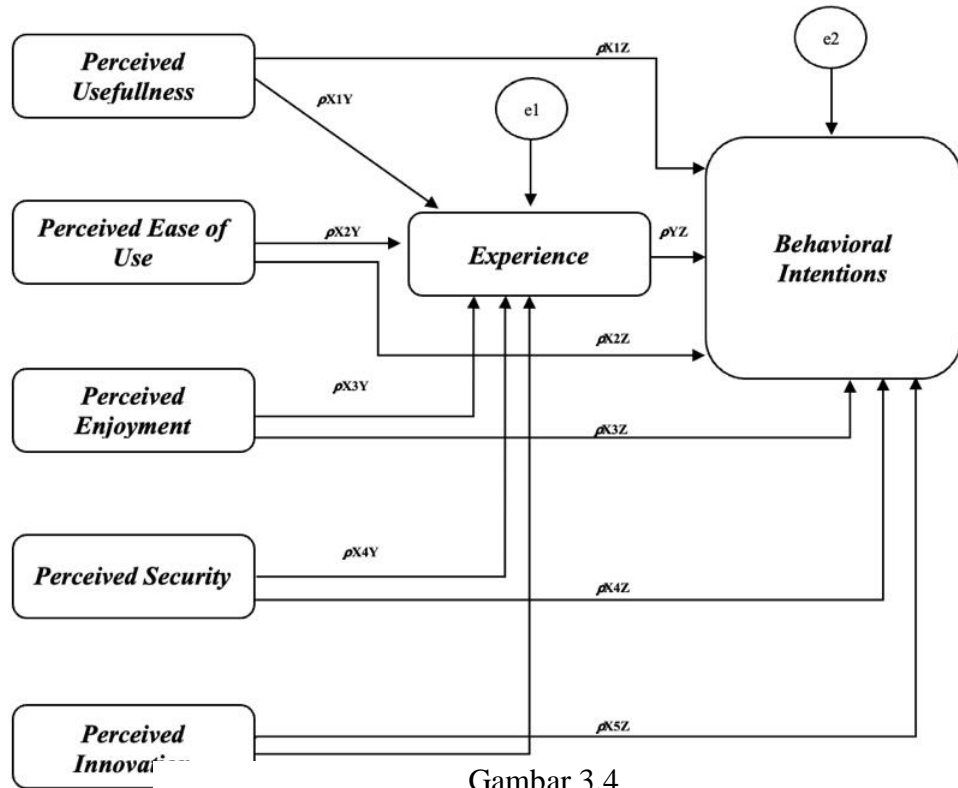 Perceived
Usefullness
ρX1Z
e2
ρX1Y
e1
Perceived Ease of
Use
ρX2Y
Experience
ρYZ
Behavioral
Intentions
ρX2Z
Perceived
Enjoyment
ρX3Y
ρX3Z
Perceived Security
ρX4Y
ρX4Z
Perceived
ρX5Z
Gambar 3.4